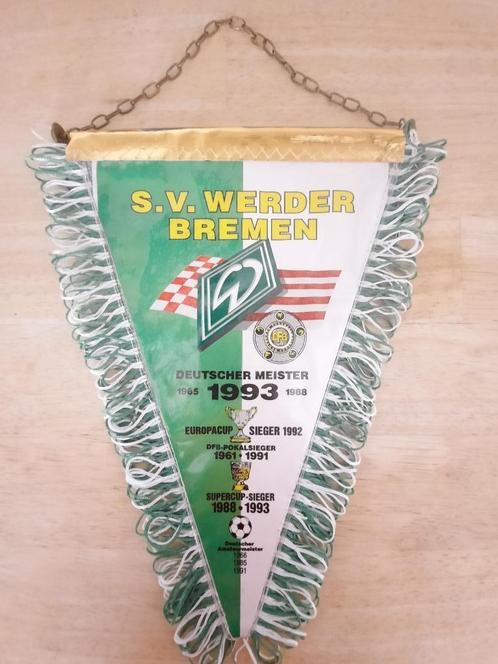 S.V. WERDER
BREMEN
W
DFB
DEUTSCHER MEISTER
1965 1993 1988
EUROPACUP SIEGER 1992
DFB-POKALSIEGER
1961 • 1991
SUPERCUP-SIEGER
1988 • 1993
Deutscher
Amateurmeister
1966
1985
1991